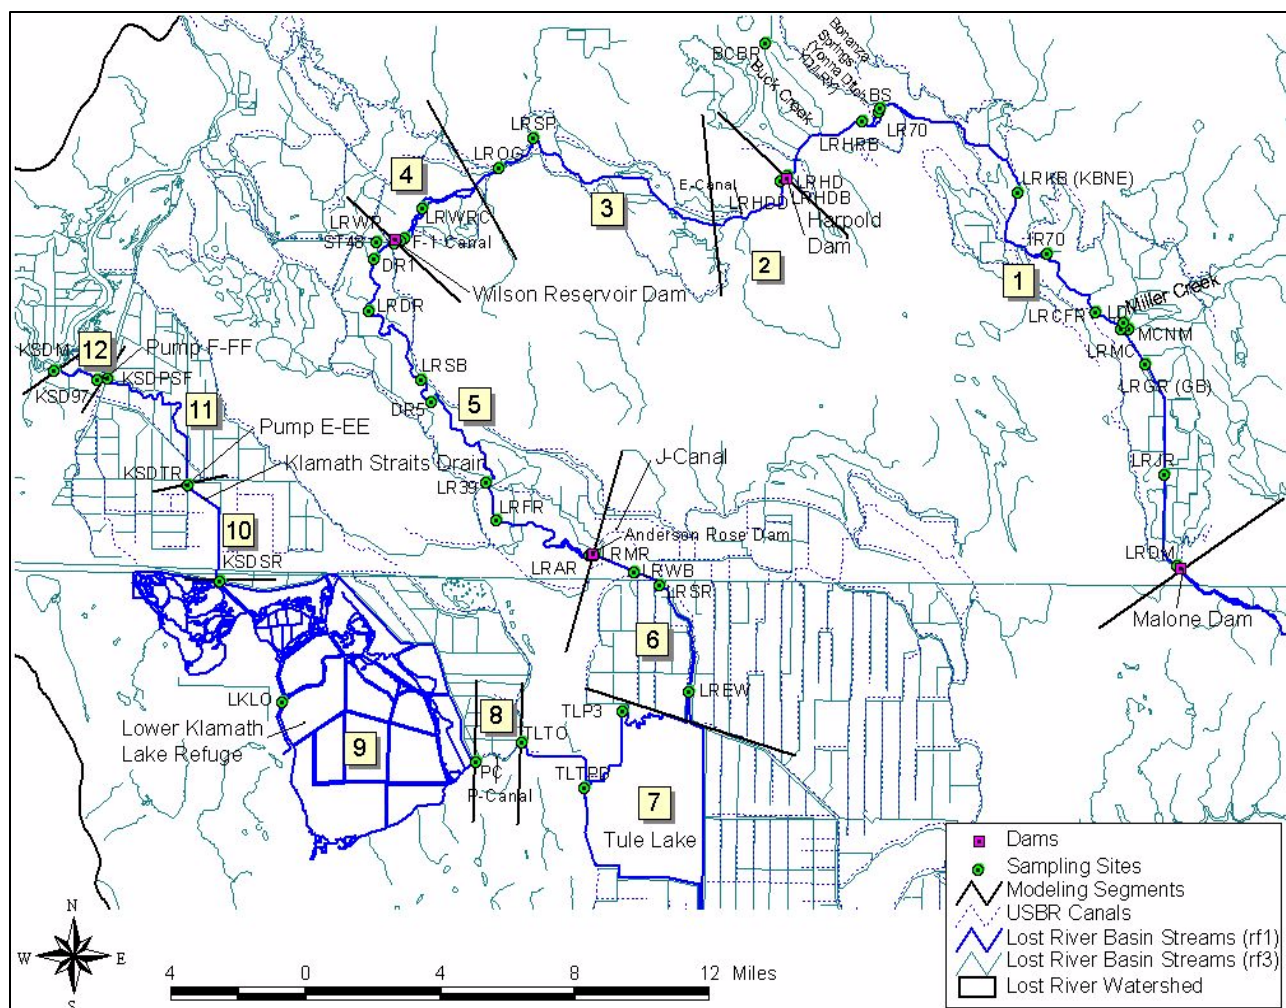 BCBR
Buck Creek
Bonanza
Springs
(Yonna Ditch
LBS
LR70
LRHRB
LRSP
LROG
4
3
E-Canal
LRHD
LRHDB
LRHDD
Harpold
Dam
2
LRKB (KBNE)
IR70
1
Miller Creek
LRCFR
MCNM
LRMC
LRGR (GB)
LRJR
LRDM
Malone Dam
LRWRC
LRWP
ST48
F-1 Canal
DR1
Wilson Reservoir Dam
LRDR
LRSB
DR5
5
KSDM
12
Pump F-FF
KSDPSF
KSD97
11
Pump E-EE
KSDTR
Klamath Straits Drain
LR39
J-Canal
LRFR
10
Anderson Rose Dam
LRMR
LRAR
LRWB
KSDSR
LRSR
6
LREW
LKLO
Lower Klamath
Lake Refuge
9
8
TLTO
PC
P-Canal
TLP3
TLTPD
7
Tule Lake
Dams
Sampling Sites
Modeling Segments
USBR Canals
Lost River Basin Streams (rf1)
Lost River Basin Streams (rf3)
Lost River Watershed
N
W
E
S
4 0 4 8 12 Miles